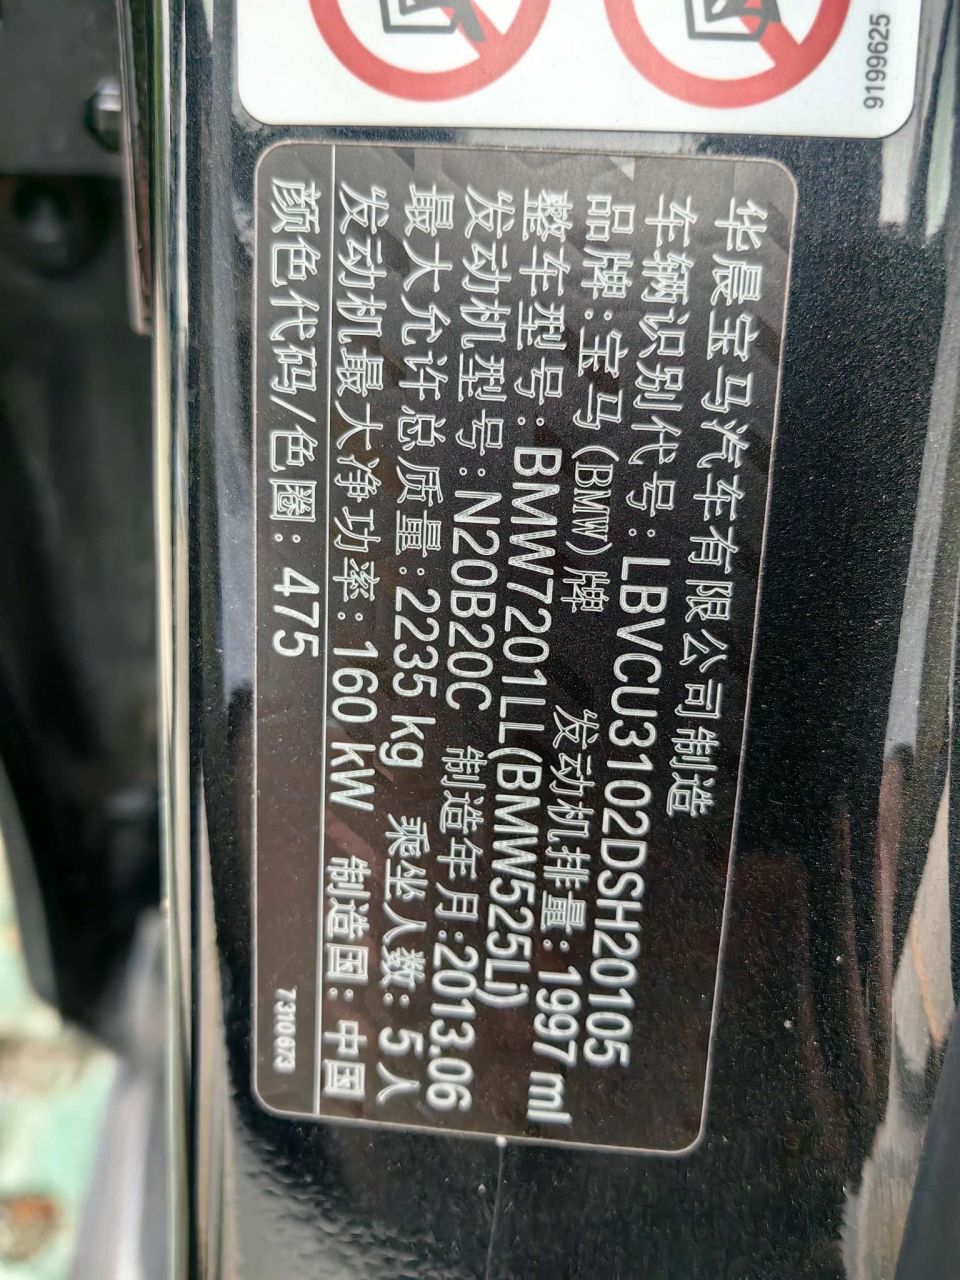 9199625
华晨宝马汽车有限公司制造
车辆识别代号: LBVCU3102DSH20105
品牌:宝马(BMW)牌 发动机排量: 1997 ml
整车型号: BMW7201LL(BMW525Li)
发动机型号: N20B20C 制造年月:2013.06
最大允许总质量: 2235 kg 乘坐人数: 5人
发动机最大净功率: 160 kW 制造国: 中国
颜色代码/色圈: 475
7310673